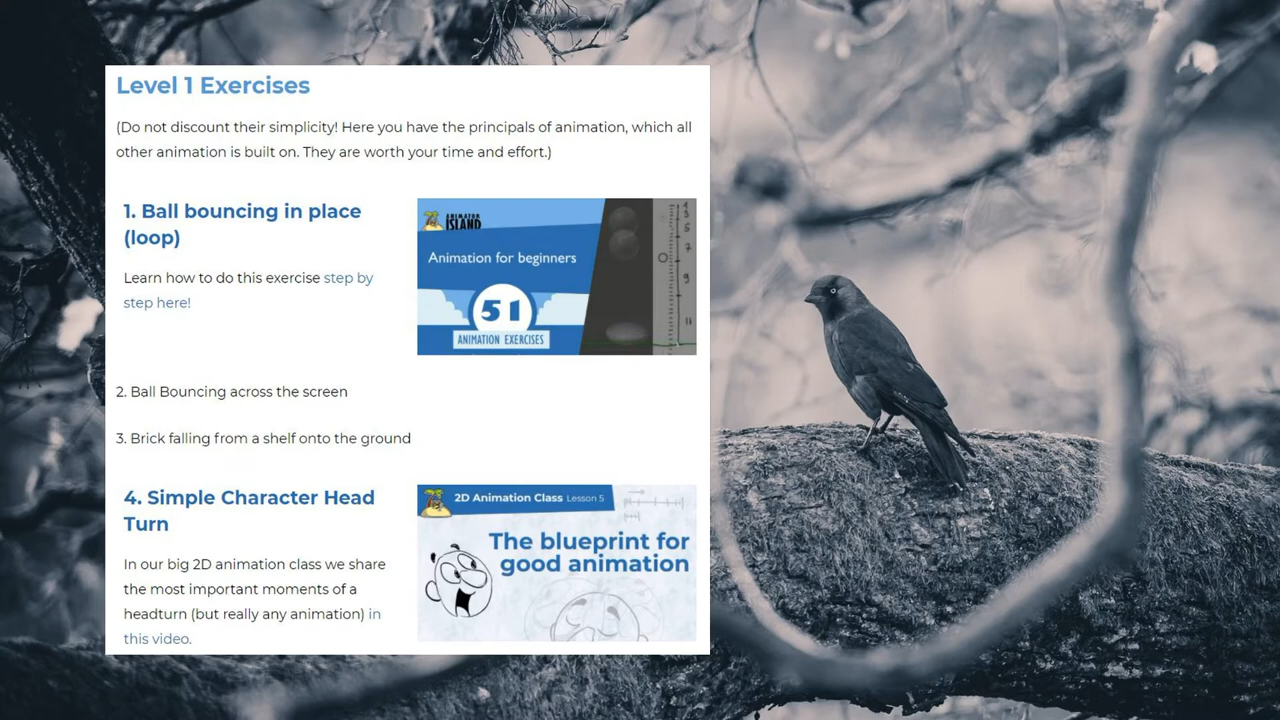 Level 1 Exercises
(Do not discount their simplicity! Here you have the principals of animation, which all
other animation is built on. They are worth your time and effort.)
1. Ball bouncing in place
(loop)
Learn how to do this exercise step by
step here!
ANIMATOR
ISLAND
Animation for beginners
51
ANIMATION EXERCISES
5
7
9
11
2. Ball Bouncing across the screen
3. Brick falling from a shelf onto the ground
4. Simple Character Head
Turn
In our big 2D animation class we share
the most important moments of a
headturn (but really any animation) in
this video.
2D Animation Class Lesson 5
The blueprint for
good animation